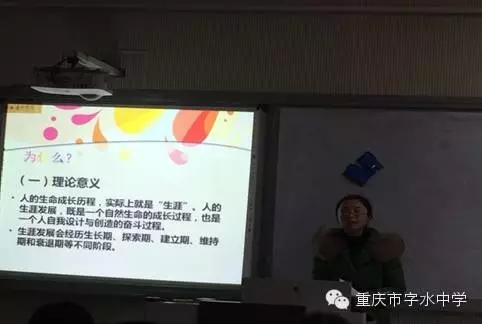 为什么?
（一）理论意义
• 人的生命成长历程，实际上就是“生涯”、人的
生涯发展，既是一个自然生命的成长过程，也是
一个人自我设计与创造的奋斗过程。
• 生涯发展会经历生长期、探索期、建立期、维持
期和衰退期等不同阶段。
重庆市字水中学